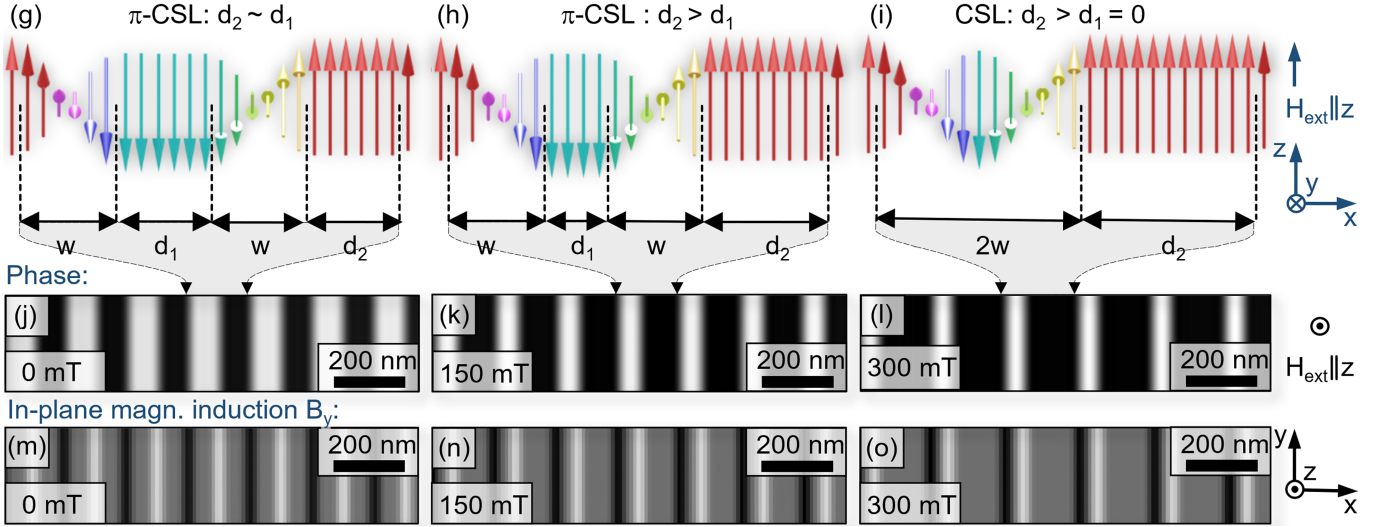 (g) π-CSL: d₂ ~ d₁
(h) π-CSL : d₂ > d₁
(i) CSL: d₂ > d₁ = 0
Hext||z
z
y
x
w d₁ w d₂
w d₁ w d₂
2w d₂
Phase:
(j)
0 mT
200 nm
(k)
150 mT
200 nm
(l)
300 mT
200 nm
Hext||z
In-plane magn. induction By:
(m)
0 mT
200 nm
(n)
150 mT
200 nm
(o)
300 mT
200 nm
y
z
x